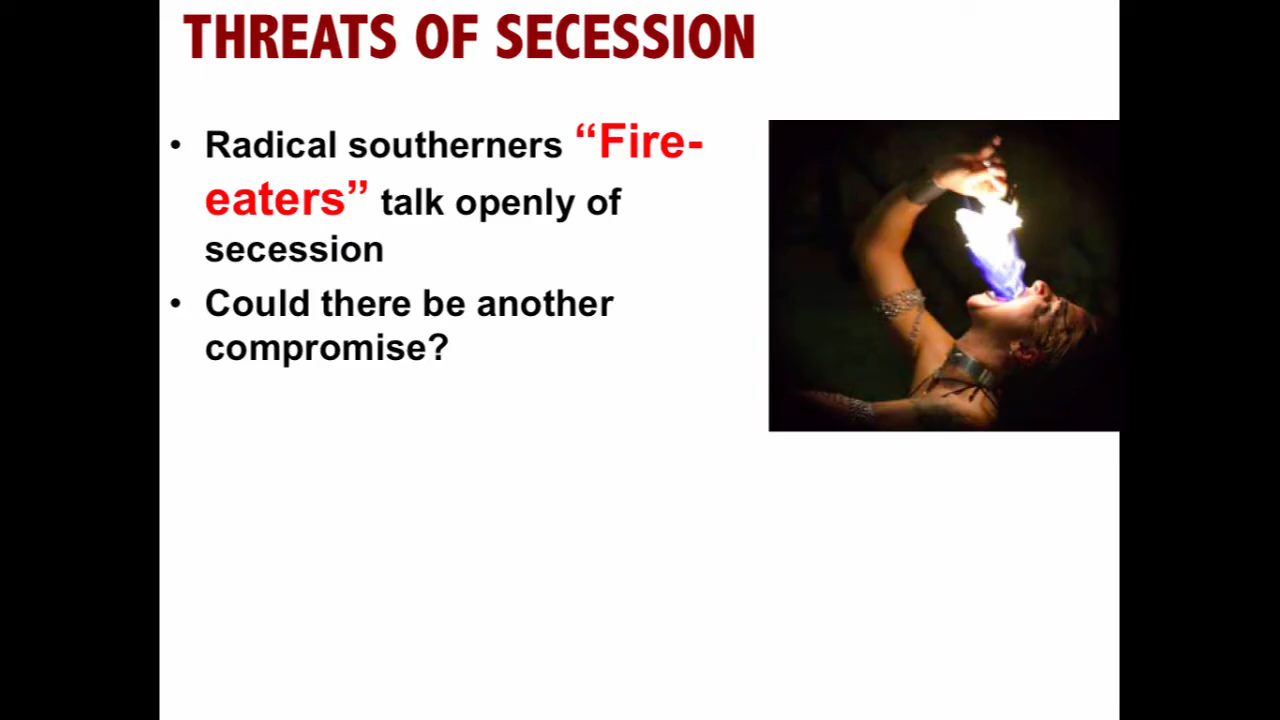 THREATS OF SECESSION
• Radical southerners “Fire-
eaters” talk openly of
secession
• Could there be another
compromise?